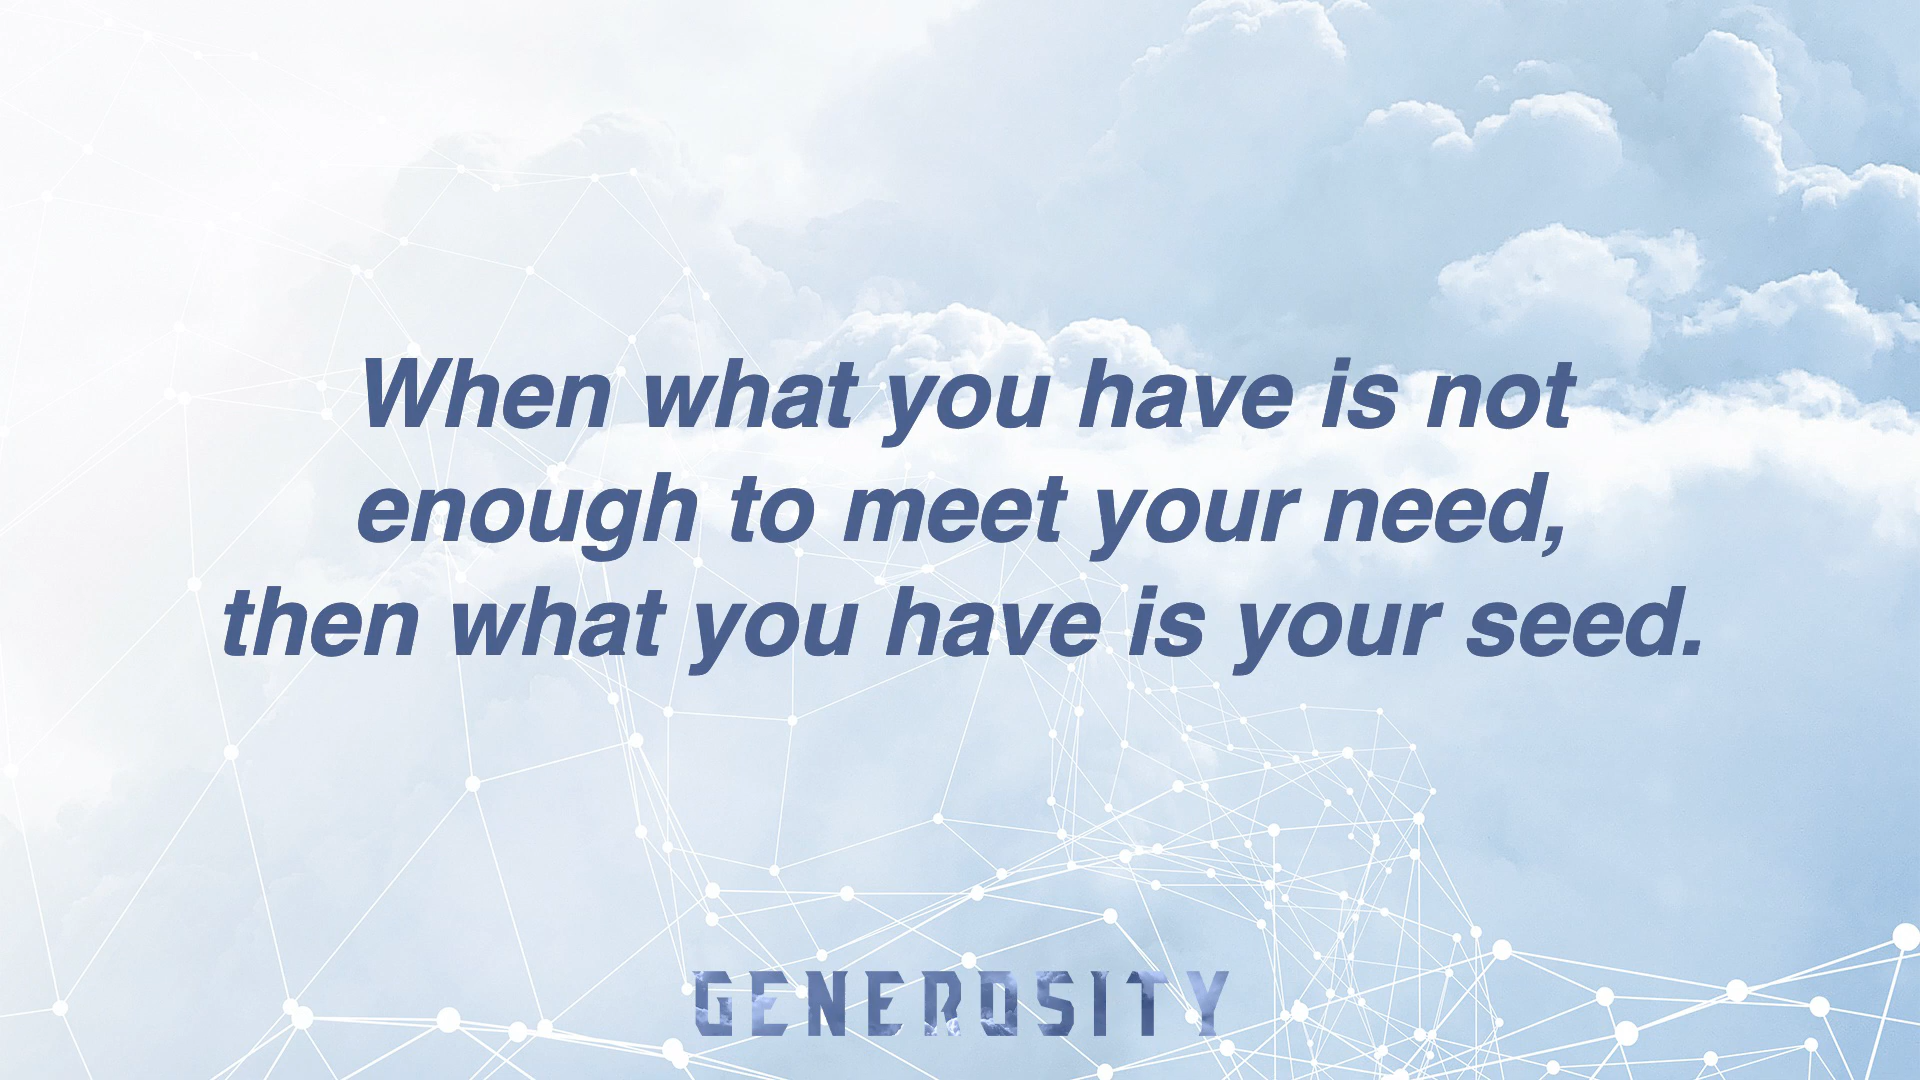 When what you have is not
enough to meet your need,
then what you have is your seed.
GENEROSITY